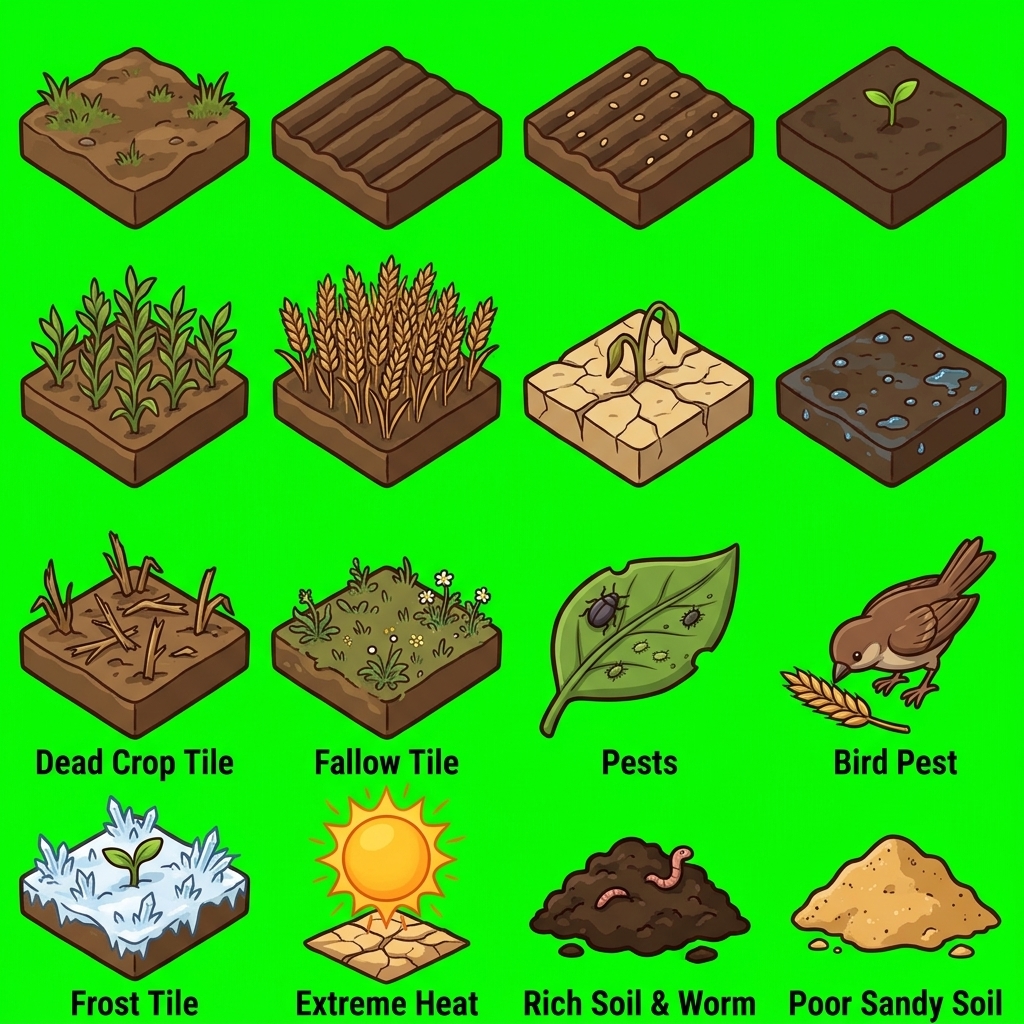 Dead Crop Tile
Fallow Tile
Pests
Bird Pest
Frost Tile
Extreme Heat
Rich Soil & Worm
Poor Sandy Soil